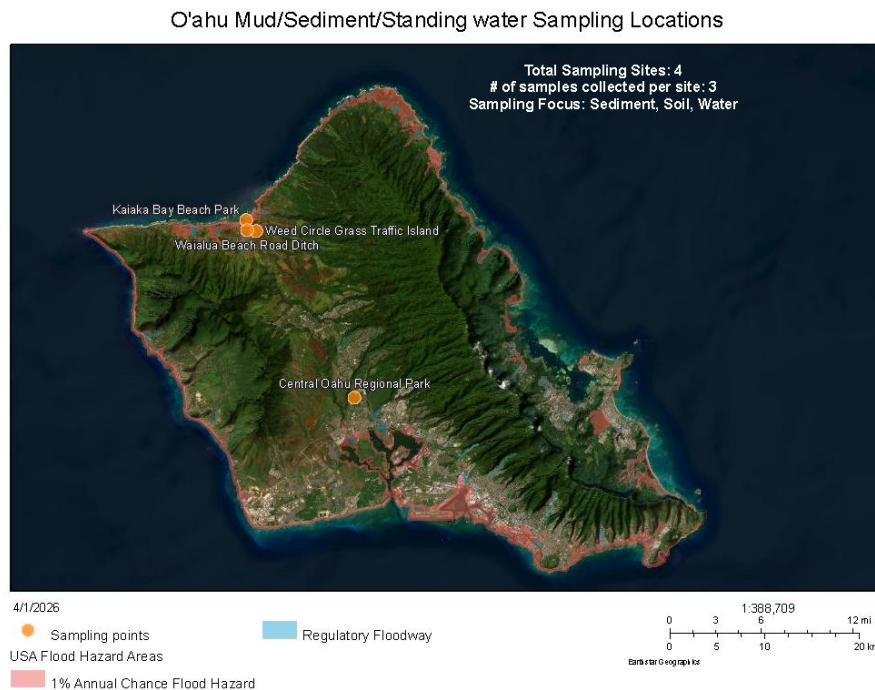 O'ahu Mud/Sediment/Standing water Sampling Locations
Total Sampling Sites: 4
# of samples collected per site: 3
Sampling Focus: Sediment, Soil, Water
Kaiaka Bay Beach Park
Weed Circle Grass Traffic Island
Waialua Beach Road Ditch
Central Oahu Regional Park
4/1/2026
Sampling points
USA Flood Hazard Areas
1% Annual Chance Flood Hazard
Regulatory Floodway
1:388,709
0 3 6 12 mi
0 5 10 20 km
Earthstar Geographics